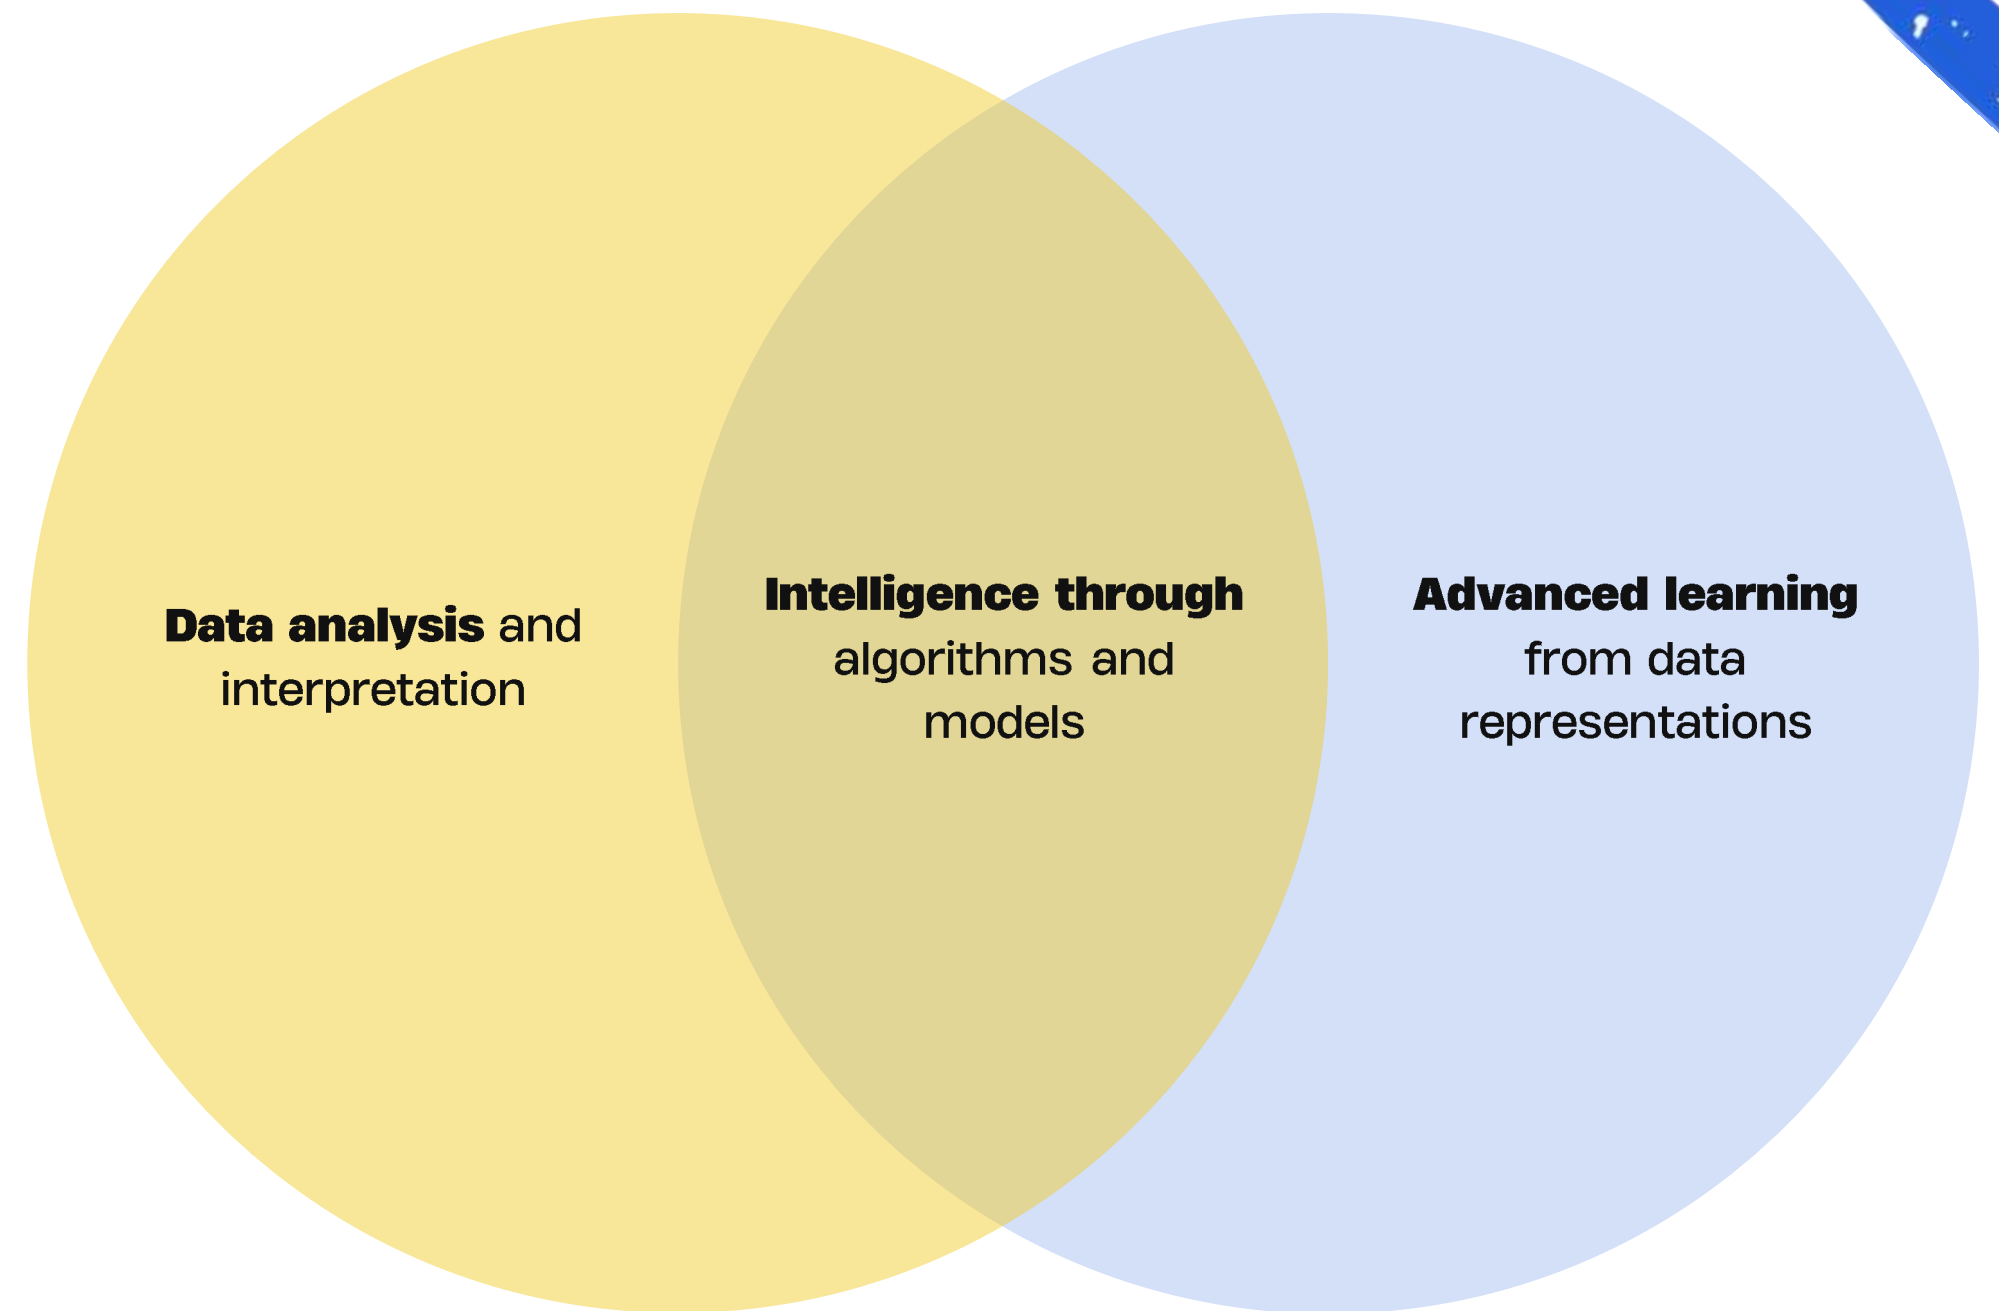 Data analysis and
interpretation
Intelligence through
algorithms and
models
Advanced learning
from data
representations